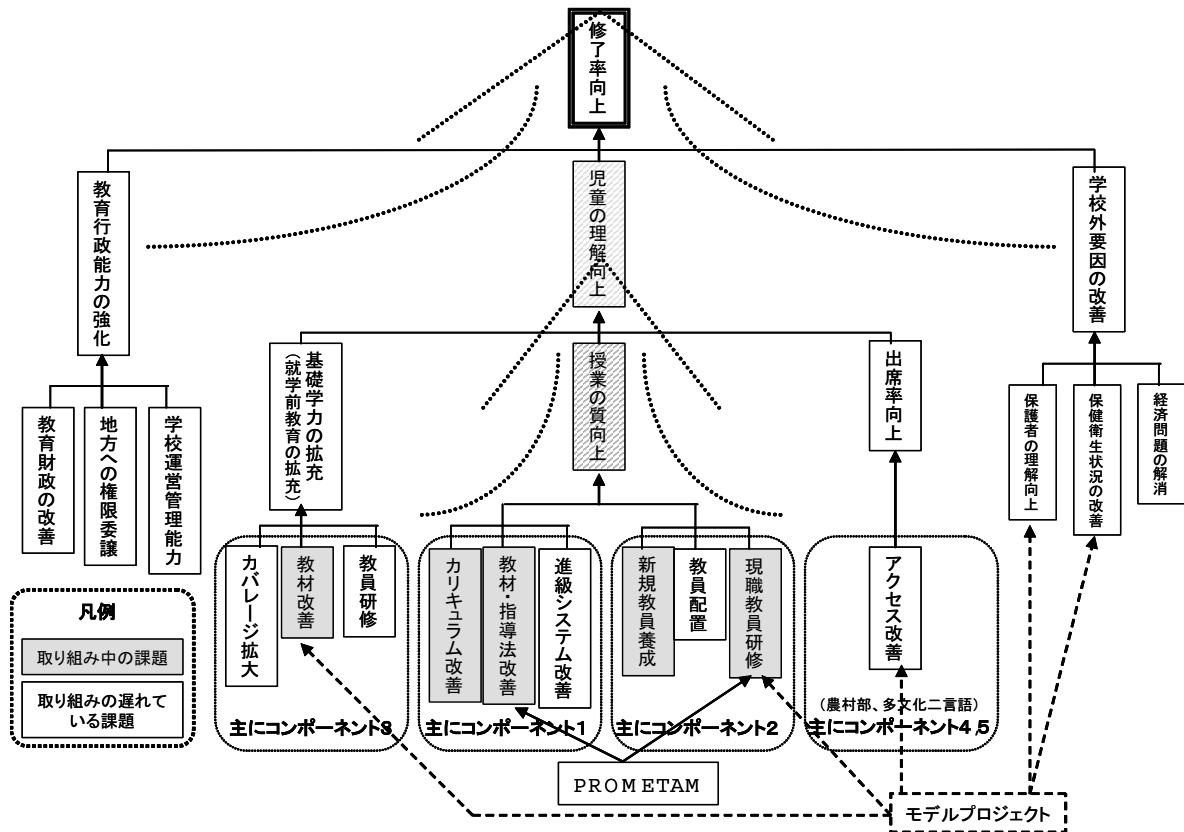 修了率向上
教育行政能力の強化
児童の理解向上
学校外要因の改善
教育財政の改善
地方への権限委譲
学校運営管理能力
基礎学力の拡充
（就学前教育の拡充）
授業の質向上
出席率向上
保護者の理解向上
保健衛生状況の改善
経済問題の解消
カバレージ拡大
教材改善
教員研修
カリキュラム改善
教材・指導法改善
進級システム改善
新規教員養成
教員配置
現職教員研修
アクセス改善
（農村部、多文化二言語）
主にコンポーネント3
主にコンポーネント1
主にコンポーネント2
主にコンポーネント4,5
凡例
取り組み中の課題
取り組みの遅れて
いる課題
PROMETAM
モデルプロジェクト